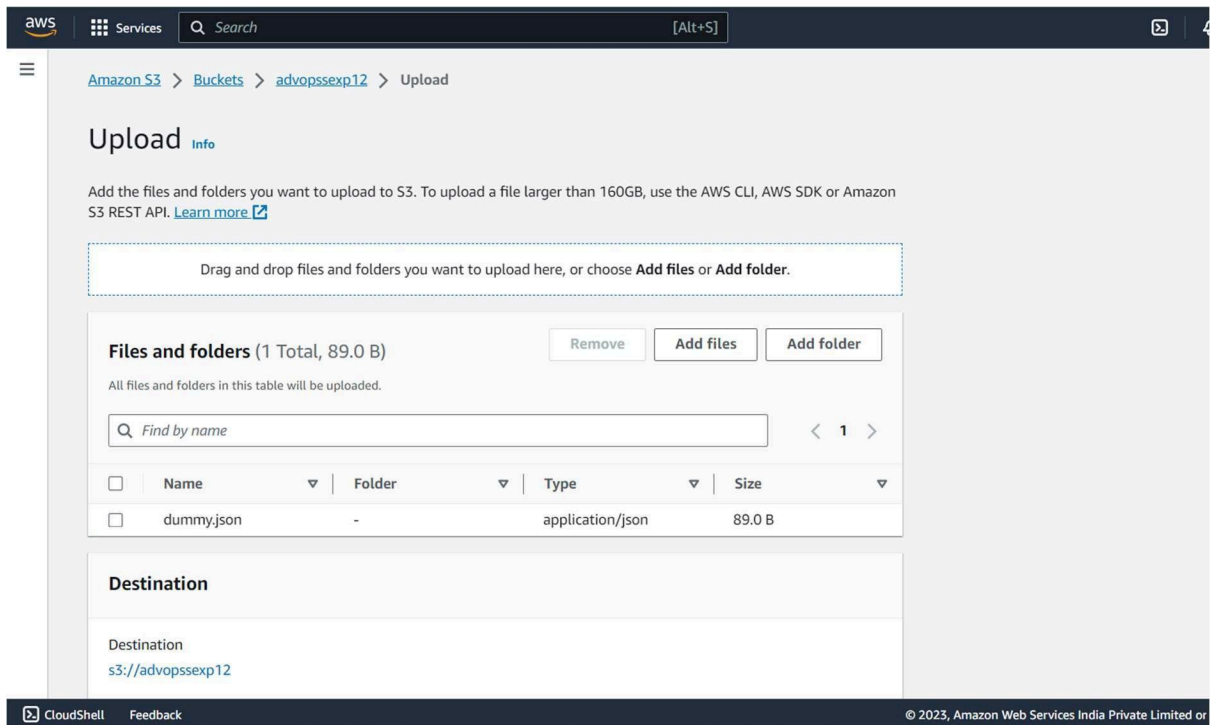 aws
Services
Search
[Alt+S]
Amazon S3 > Buckets > advopssexp12 > Upload
Upload Info
Add the files and folders you want to upload to S3. To upload a file larger than 160GB, use the AWS CLI, AWS SDK or Amazon
S3 REST API. Learn more
Drag and drop files and folders you want to upload here, or choose Add files or Add folder.
Files and folders (1 Total, 89.0 B)
Remove
Add files
Add folder
All files and folders in this table will be uploaded.
Find by name
1
Name Folder Type Size
dummy.json - application/json 89.0 B
Destination
Destination
s3://advopssexp12
CloudShell Feedback © 2023, Amazon Web Services India Private Limited or